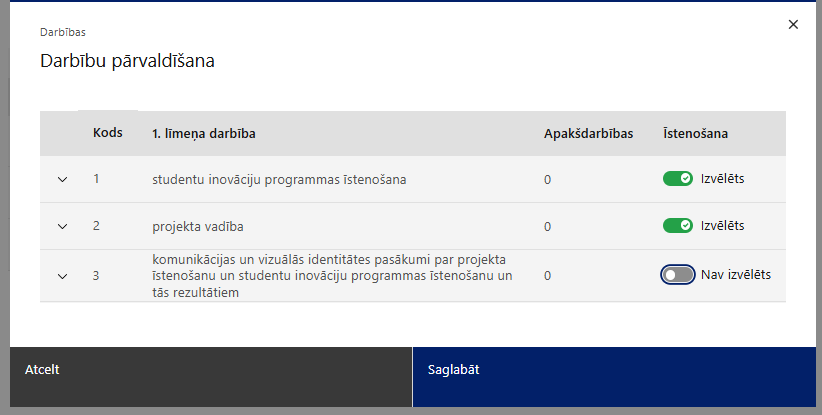 Darbības
Darbību pārvaldīšana
Kods 1. līmeņa darbība Apakšdarbības Īstenošana
1 studentu inovāciju programmas īstenošana 0 Izvēlēts
2 projekta vadība 0 Izvēlēts
komunikācijas un vizuālās identitātes pasākumi par projekta
3 īstenošanu un studentu inovāciju programmas īstenošanu un 0 Nav izvēlēts
tās rezultātiem
Atcelt Saglabāt